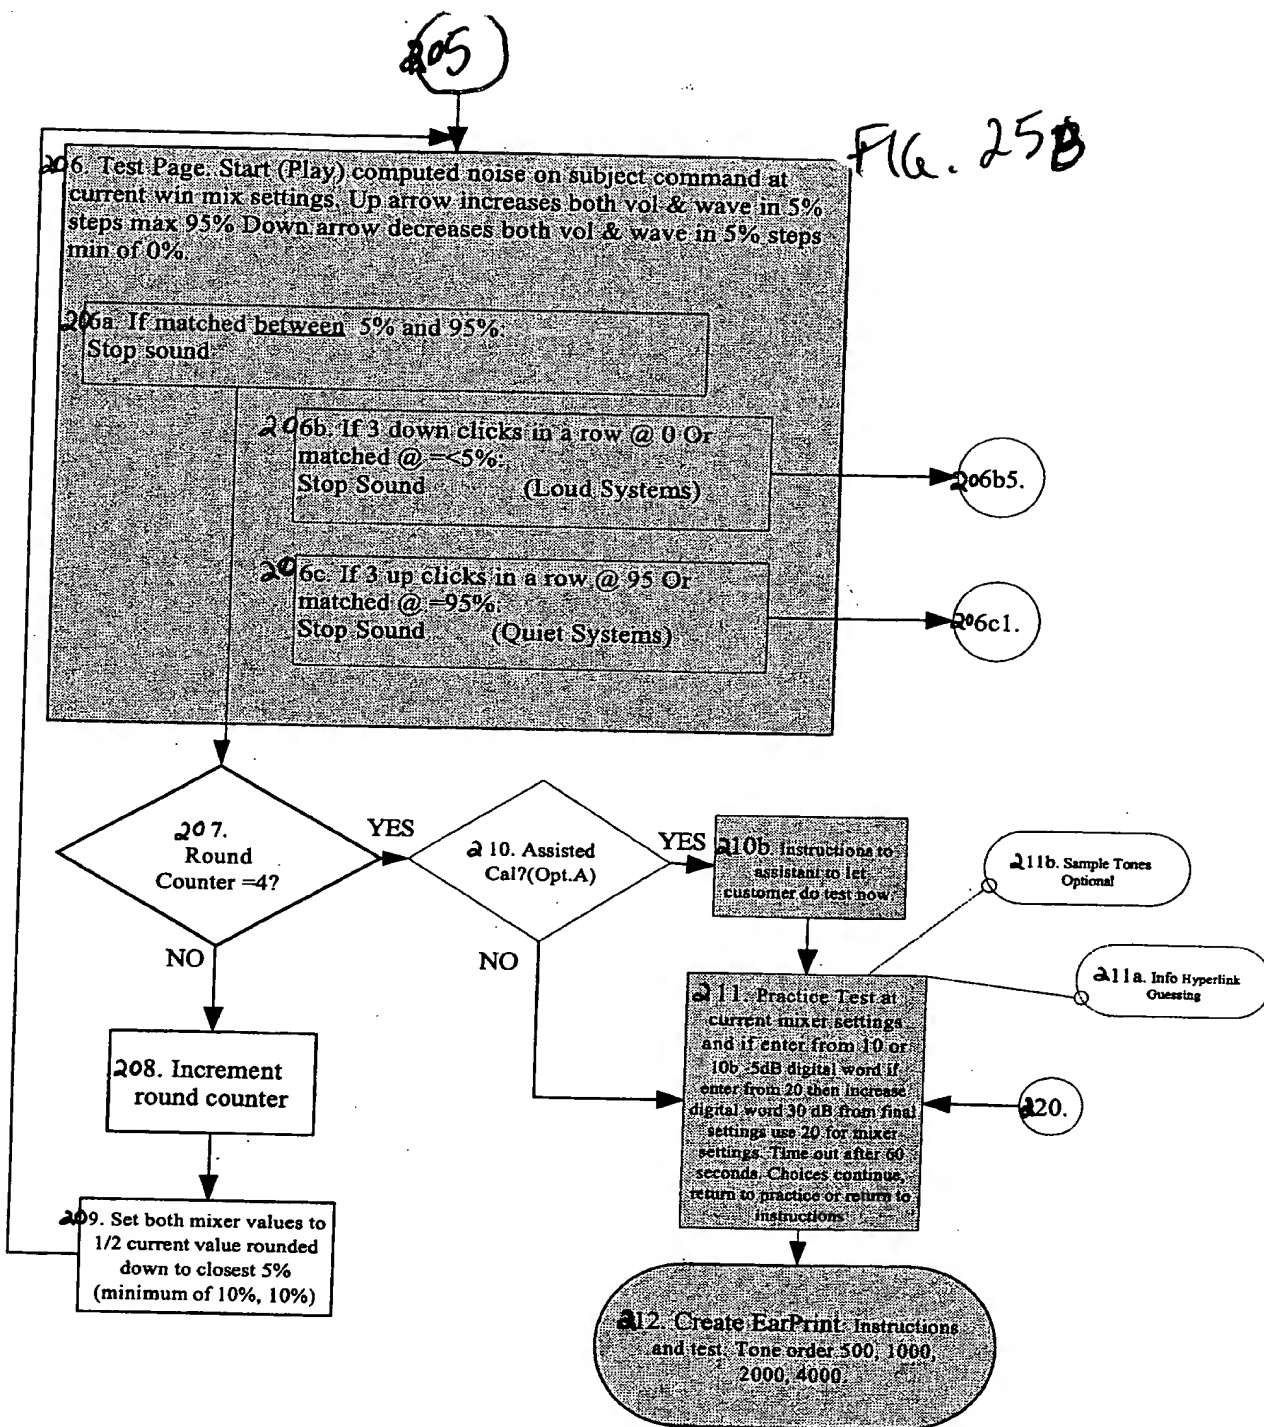 205
FIG. 25B
206. Test Page: Start (Play) computed noise on subject command at
current win mix settings. Up arrow increases both vol & wave in 5%
steps max 95% Down arrow decreases both vol & wave in 5% steps
min of 0%.
206a. If matched between 5% and 95%:
Stop sound
206b. If 3 down clicks in a row @ 0 Or
matched @ =<5%:
Stop Sound (Loud Systems)
206b5.
206c. If 3 up clicks in a row @ 95 Or
matched @ =95%.
Stop Sound (Quiet Systems)
206c1.
207.
Round
Counter =4?
YES
NO
210. Assisted
Cal?(Opt.A)
YES
NO
210b. Instructions to
assistant to let
customer do test now.
211b. Sample Tones
Optional
211a. Info Hyperlink
Guessing
208. Increment
round counter
211. Practice Test at
current mixer settings
and if enter from 10 or
10b -5dB digital word if
enter from 20 then increase
digital word 30 dB from final
settings use 20 for mixer
settings. Time out after 60
seconds. Choices continue,
return to practice or return to
instructions
220.
209. Set both mixer values to
1/2 current value rounded
down to closest 5%
(minimum of 10%, 10%)
212. Create EarPrint: Instructions
and test. Tone order 500, 1000,
2000, 4000.